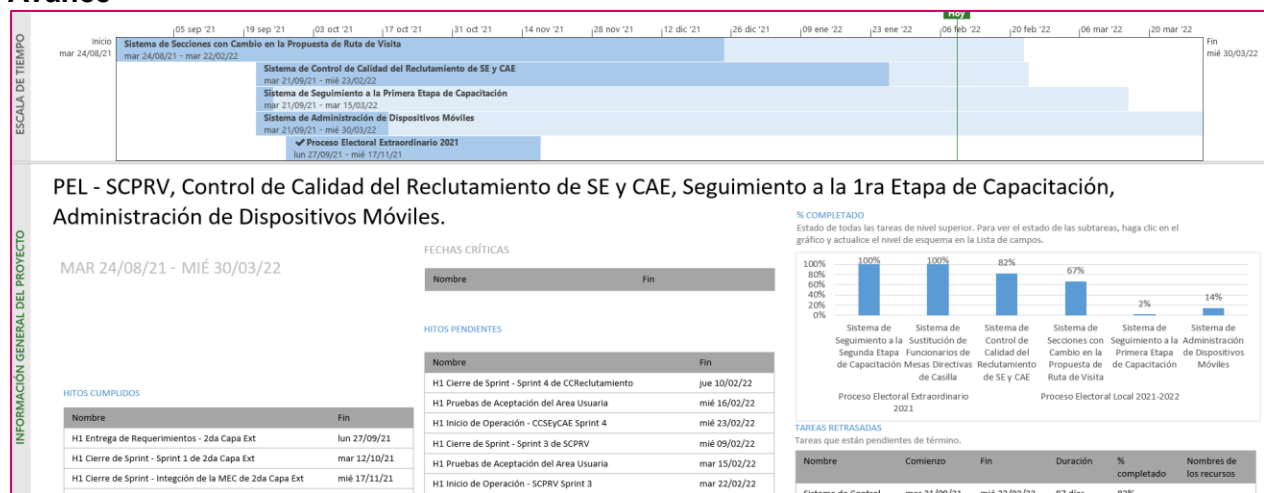 Avance
Hoy
05 sep '21 19 sep '21 03 oct '21 17 oct '21 31 oct '21 14 nov '21 28 nov '21 12 dic '21 26 dic '21 09 ene '22 23 ene '22 06 feb '22 20 feb '22 06 mar '22 20 mar '22
ESCALA DE TIEMPO
Inicio
mar 24/08/21
Sistema de Secciones con Cambio en la Propuesta de Ruta de Visita
mar 24/08/21 - mar 22/02/22
Fin
mié 30/03/22
Sistema de Control de Calidad del Reclutamiento de SE y CAE
mar 21/09/21 - mié 23/02/22
Sistema de Seguimiento a la Primera Etapa de Capacitación
mar 21/09/21 - mar 15/03/22
Sistema de Administración de Dispositivos Móviles
mar 21/09/21 - mié 30/03/22
✔ Proceso Electoral Extraordinario 2021
lun 27/09/21 - mié 17/11/21
INFORMACIÓN GENERAL DEL PROYECTO
PEL - SCPRV, Control de Calidad del Reclutamiento de SE y CAE, Seguimiento a la 1ra Etapa de Capacitación,
Administración de Dispositivos Móviles.
MAR 24/08/21 - MIÉ 30/03/22
HITOS CUMPLIDOS
Nombre Fin
H1 Entrega de Requerimientos - 2da Capa Ext lun 27/09/21
H1 Cierre de Sprint - Sprint 1 de 2da Capa Ext mar 12/10/21
H1 Cierre de Sprint - Integción de la MEC de 2da Capa Ext mié 17/11/21
FECHAS CRÍTICAS
Nombre Fin
HITOS PENDIENTES
Nombre Fin
H1 Cierre de Sprint - Sprint 4 de CCReclutamiento jue 10/02/22
H1 Pruebas de Aceptación del Area Usuaria mié 16/02/22
H1 Inicio de Operación - CCSEyCAE Sprint 4 mié 23/02/22
H1 Cierre de Sprint - Sprint 3 de SCPRV mié 09/02/22
H1 Pruebas de Aceptación del Area Usuaria mar 15/02/22
H1 Inicio de Operación - SCPRV Sprint 3 mar 22/02/22
% COMPLETADO
Estado de todas las tareas de nivel superior. Para ver el estado de las subtareas, haga clic en el
gráfico y actualice el nivel de esquema en la Lista de campos.
100%
80%
60%
40%
20%
0%
100% 100% 82% 67% 2% 14%
Sistema de Seguimiento a la Segunda Etapa de Capacitación
Sistema de Sustitución de Funcionarios de Mesas Directivas de Casilla
Sistema de Control de Calidad del Reclutamiento de SE y CAE
Sistema de Secciones con Cambio en la Propuesta de Ruta de Visita
Sistema de Seguimiento a la Primera Etapa de Capacitación
Sistema de Administración de Dispositivos Móviles
Proceso Electoral Extraordinario
2021
Proceso Electoral Local 2021-2022
TAREAS RETRASADAS
Tareas que están pendientes de término.
Nombre Comienzo Fin Duración % completado Nombres de los recursos
Sistema de Control mar 21/09/21 mié 23/02/22 97 días 82%